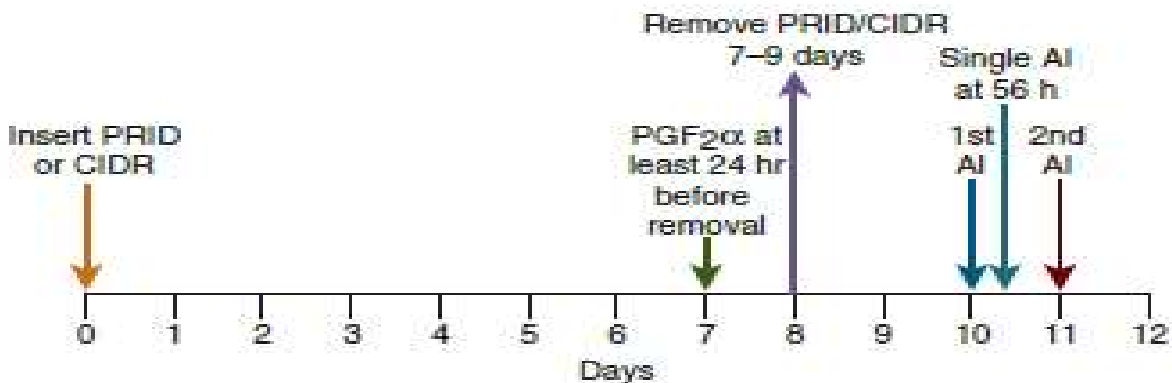 Remove PRID/CIDR
7–9 days
Single AI
at 56 h
Insert PRID
or CIDR
PGF2α at
least 24 hr
before
removal
1st
AI
2nd
AI
0 1 2 3 4 5 6 7 8 9 10 11 12
Days